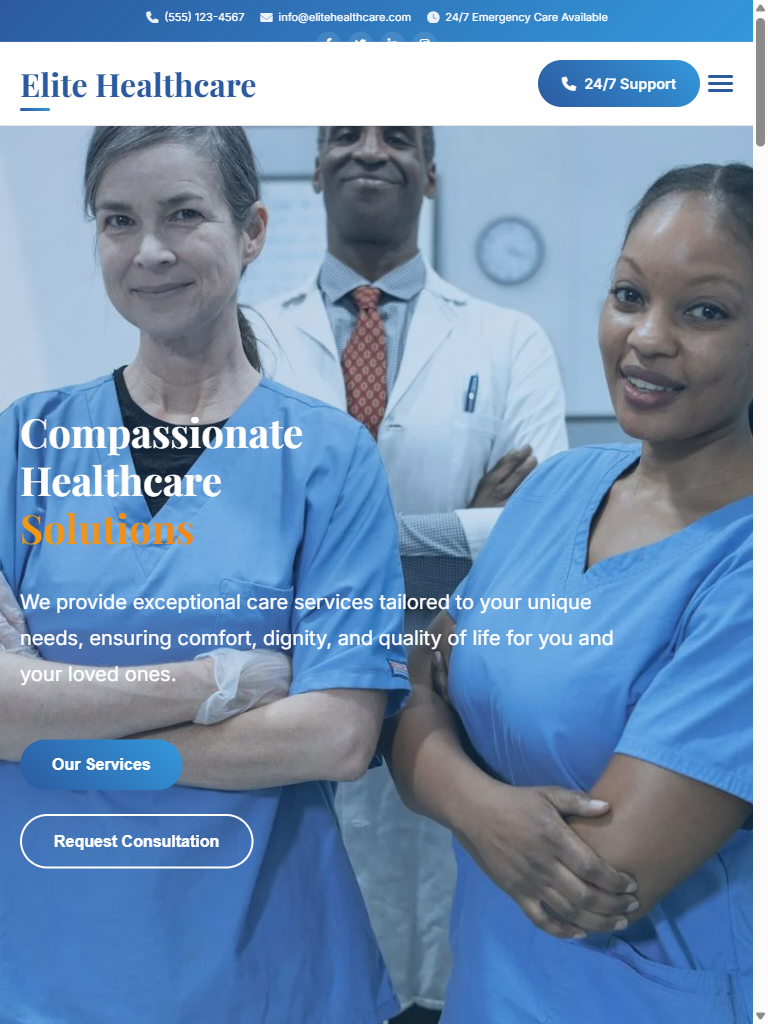 (555) 123-4567 info@elitehealthcare.com 24/7 Emergency Care Available
Elite Healthcare
24/7 Support
Compassionate
Healthcare
Solutions
We provide exceptional care services tailored to your unique
needs, ensuring comfort, dignity, and quality of life for you and
your loved ones.
Our Services
Request Consultation